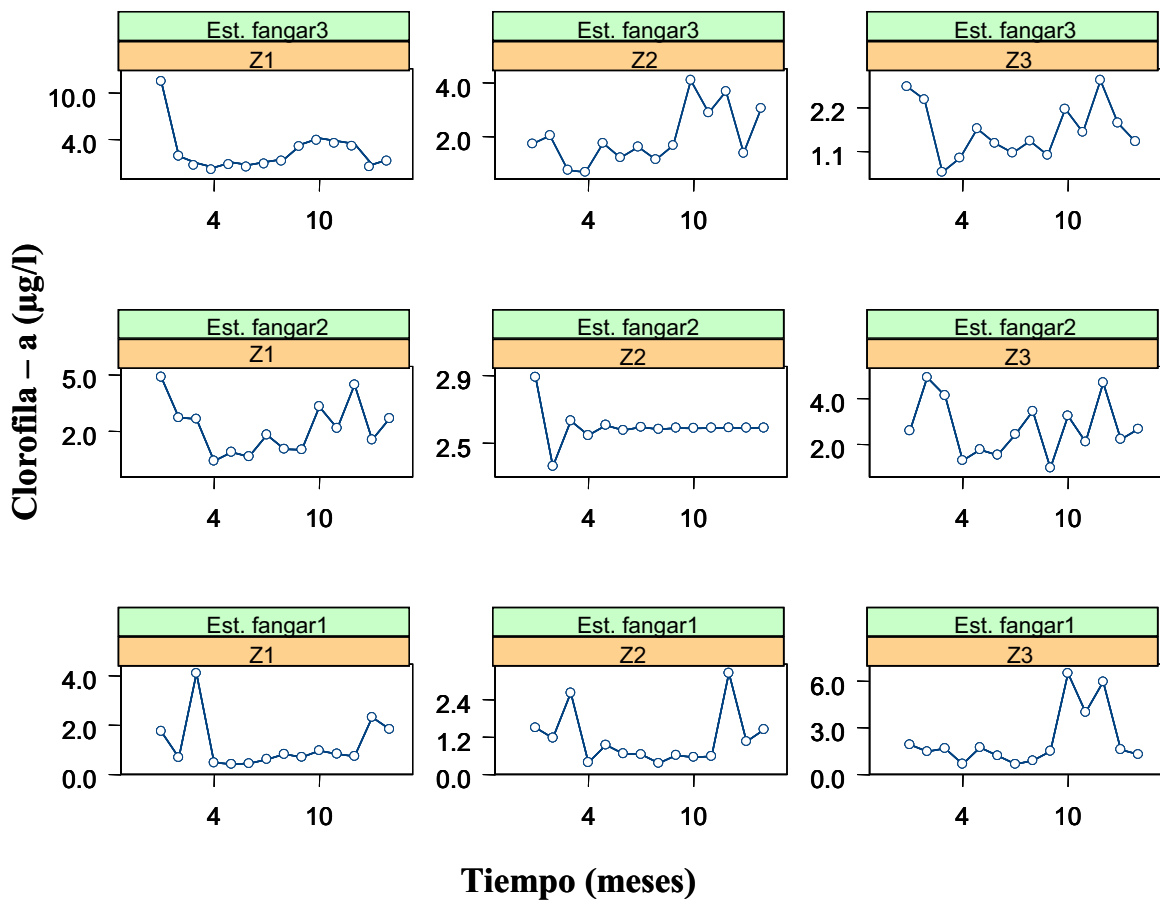 Est. fangar3
Z1
10.0
4.0
4
10
Est. fangar3
Z2
4.0
2.0
4
10
Est. fangar3
Z3
2.2
1.1
4
10
Est. fangar2
Z1
5.0
2.0
4
10
Est. fangar2
Z2
2.9
2.5
4
10
Est. fangar2
Z3
4.0
2.0
4
10
Est. fangar1
Z1
4.0
2.0
0.0
4
10
Est. fangar1
Z2
2.4
1.2
0.0
4
10
Est. fangar1
Z3
6.0
3.0
0.0
4
10
Clorofila – a (µg/l)
Tiempo (meses)